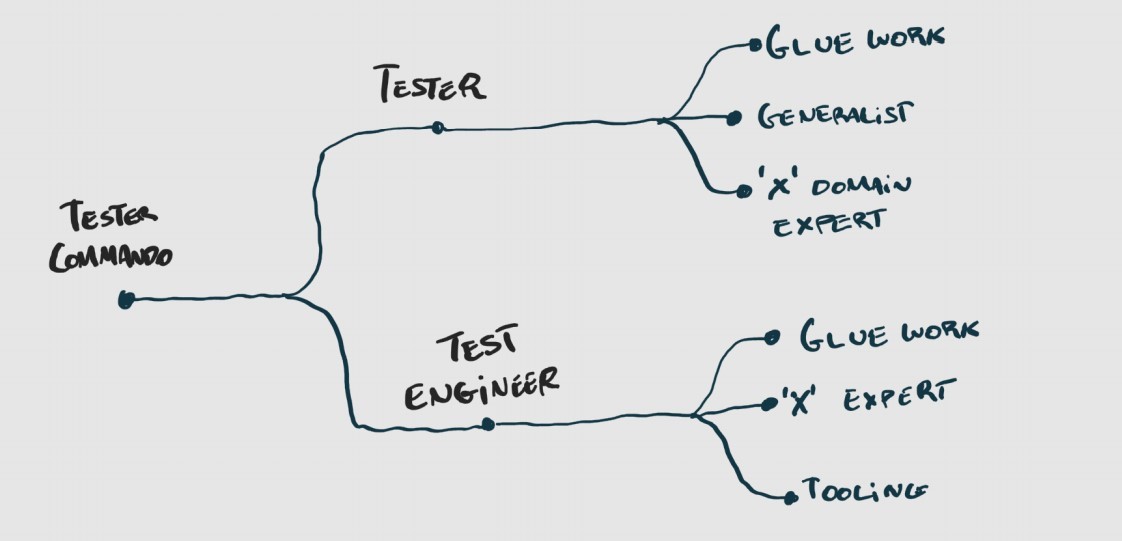 TESTER
COMMANDO
TESTER
GLUE WORK
GENERALiST
'X' DOMAiN
EXPERT
TEST
ENGiNEER
GLUE WORK
'X' EXPERT
TOOLiNG